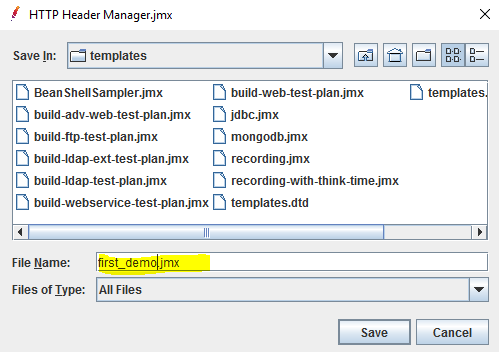 HTTP Header Manager.jmx
Save In: templates
BeanShellSampler.jmx build-web-test-plan.jmx templates.
build-adv-web-test-plan.jmx jdbc.jmx
build-ftp-test-plan.jmx mongodb.jmx
build-ldap-ext-test-plan.jmx recording.jmx
build-ldap-test-plan.jmx recording-with-think-time.jmx
build-webservice-test-plan.jmx templates.dtd
File Name: first_demo.jmx
Files of Type: All Files
Save Cancel